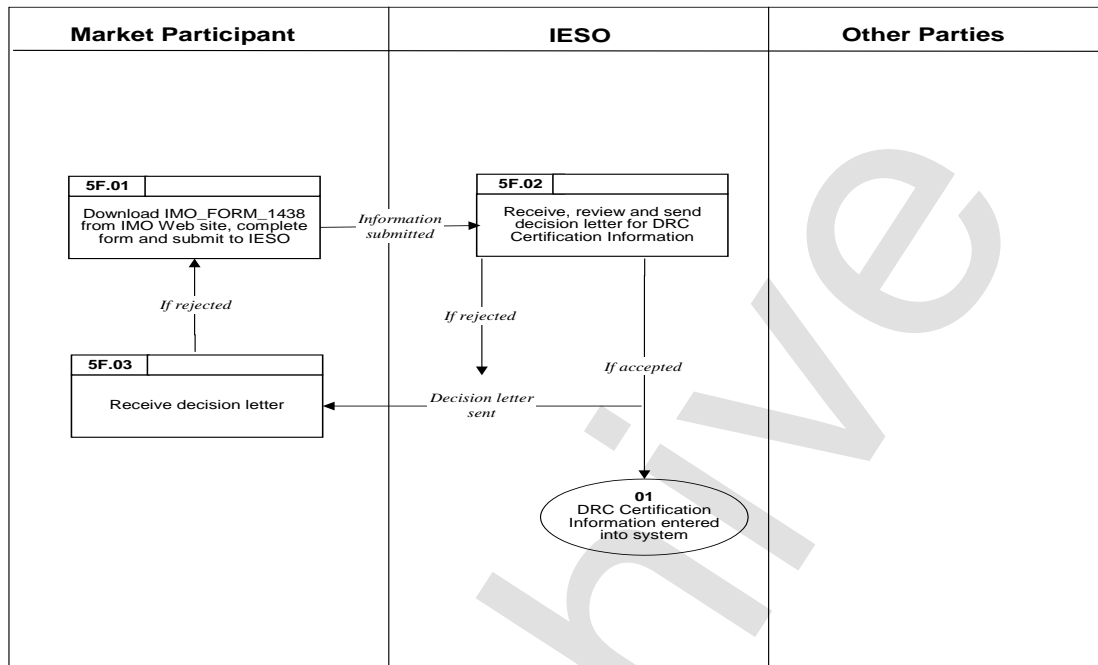 Market Participant
IESO
Other Parties
5F.01
Download IMO_FORM_1438
from IMO Web site, complete
form and submit to IESO
Information
submitted
5F.02
Receive, review and send
decision letter for DRC
Certification Information
If rejected
If rejected
If accepted
5F.03
Receive decision letter
Decision letter
sent
01
DRC Certification
Information entered
into system
hive